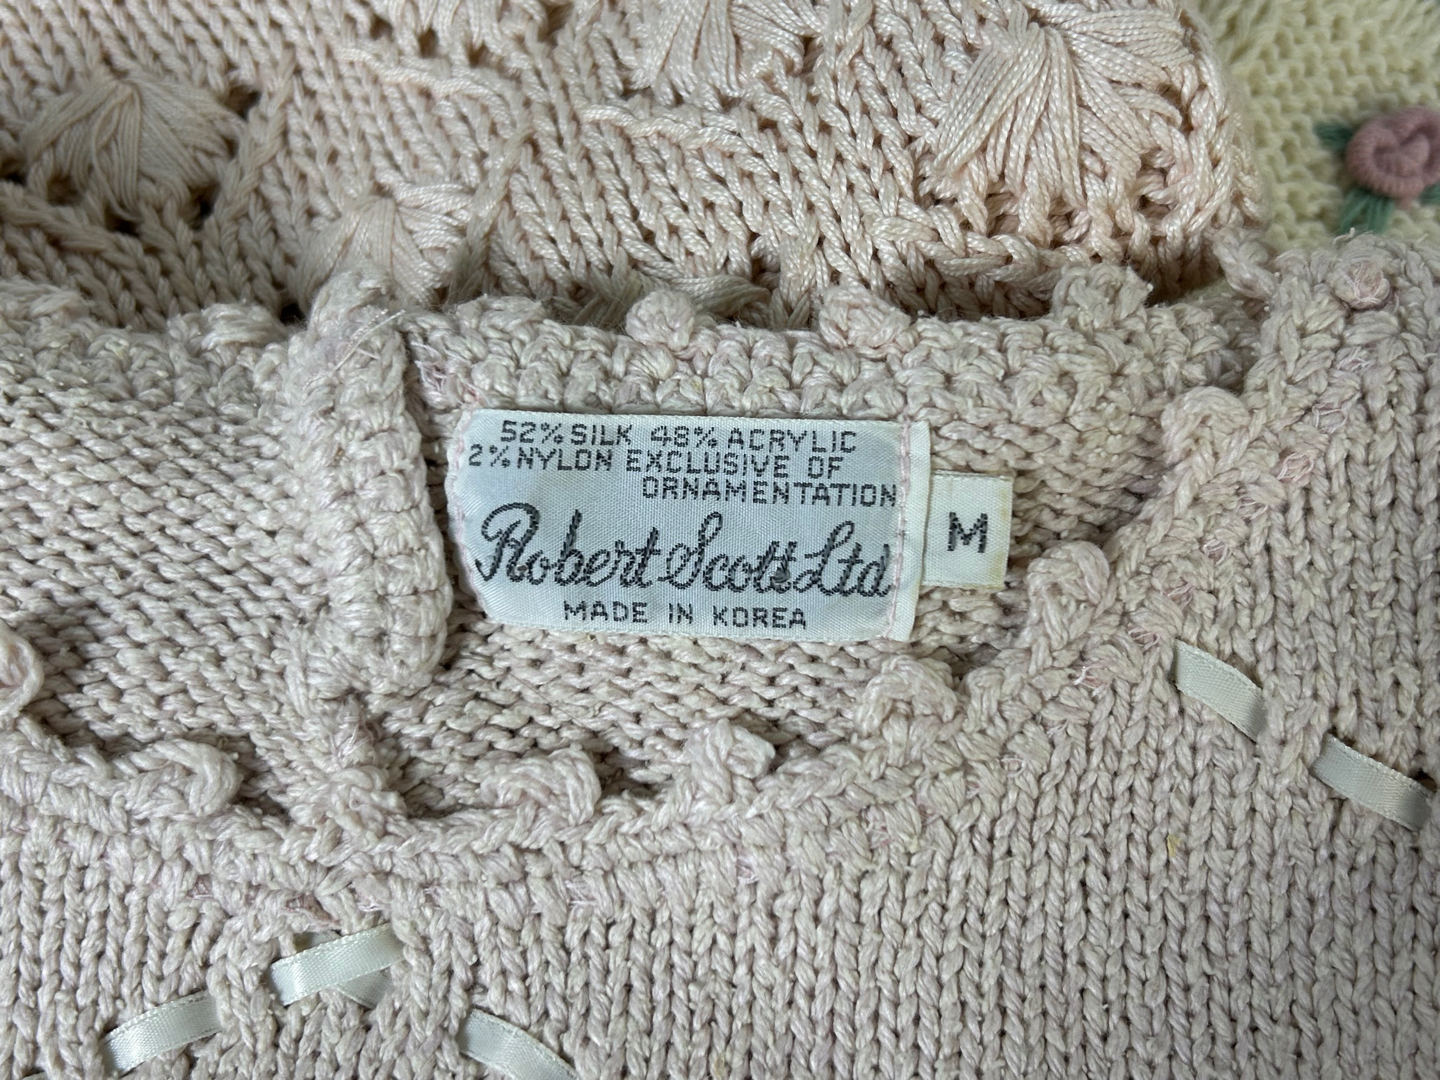 52% SILK 48% ACRYLIC
2% NYLON EXCLUSIVE OF
ORNAMENTATION
Robert Scott Ltd
MADE IN KOREA
M